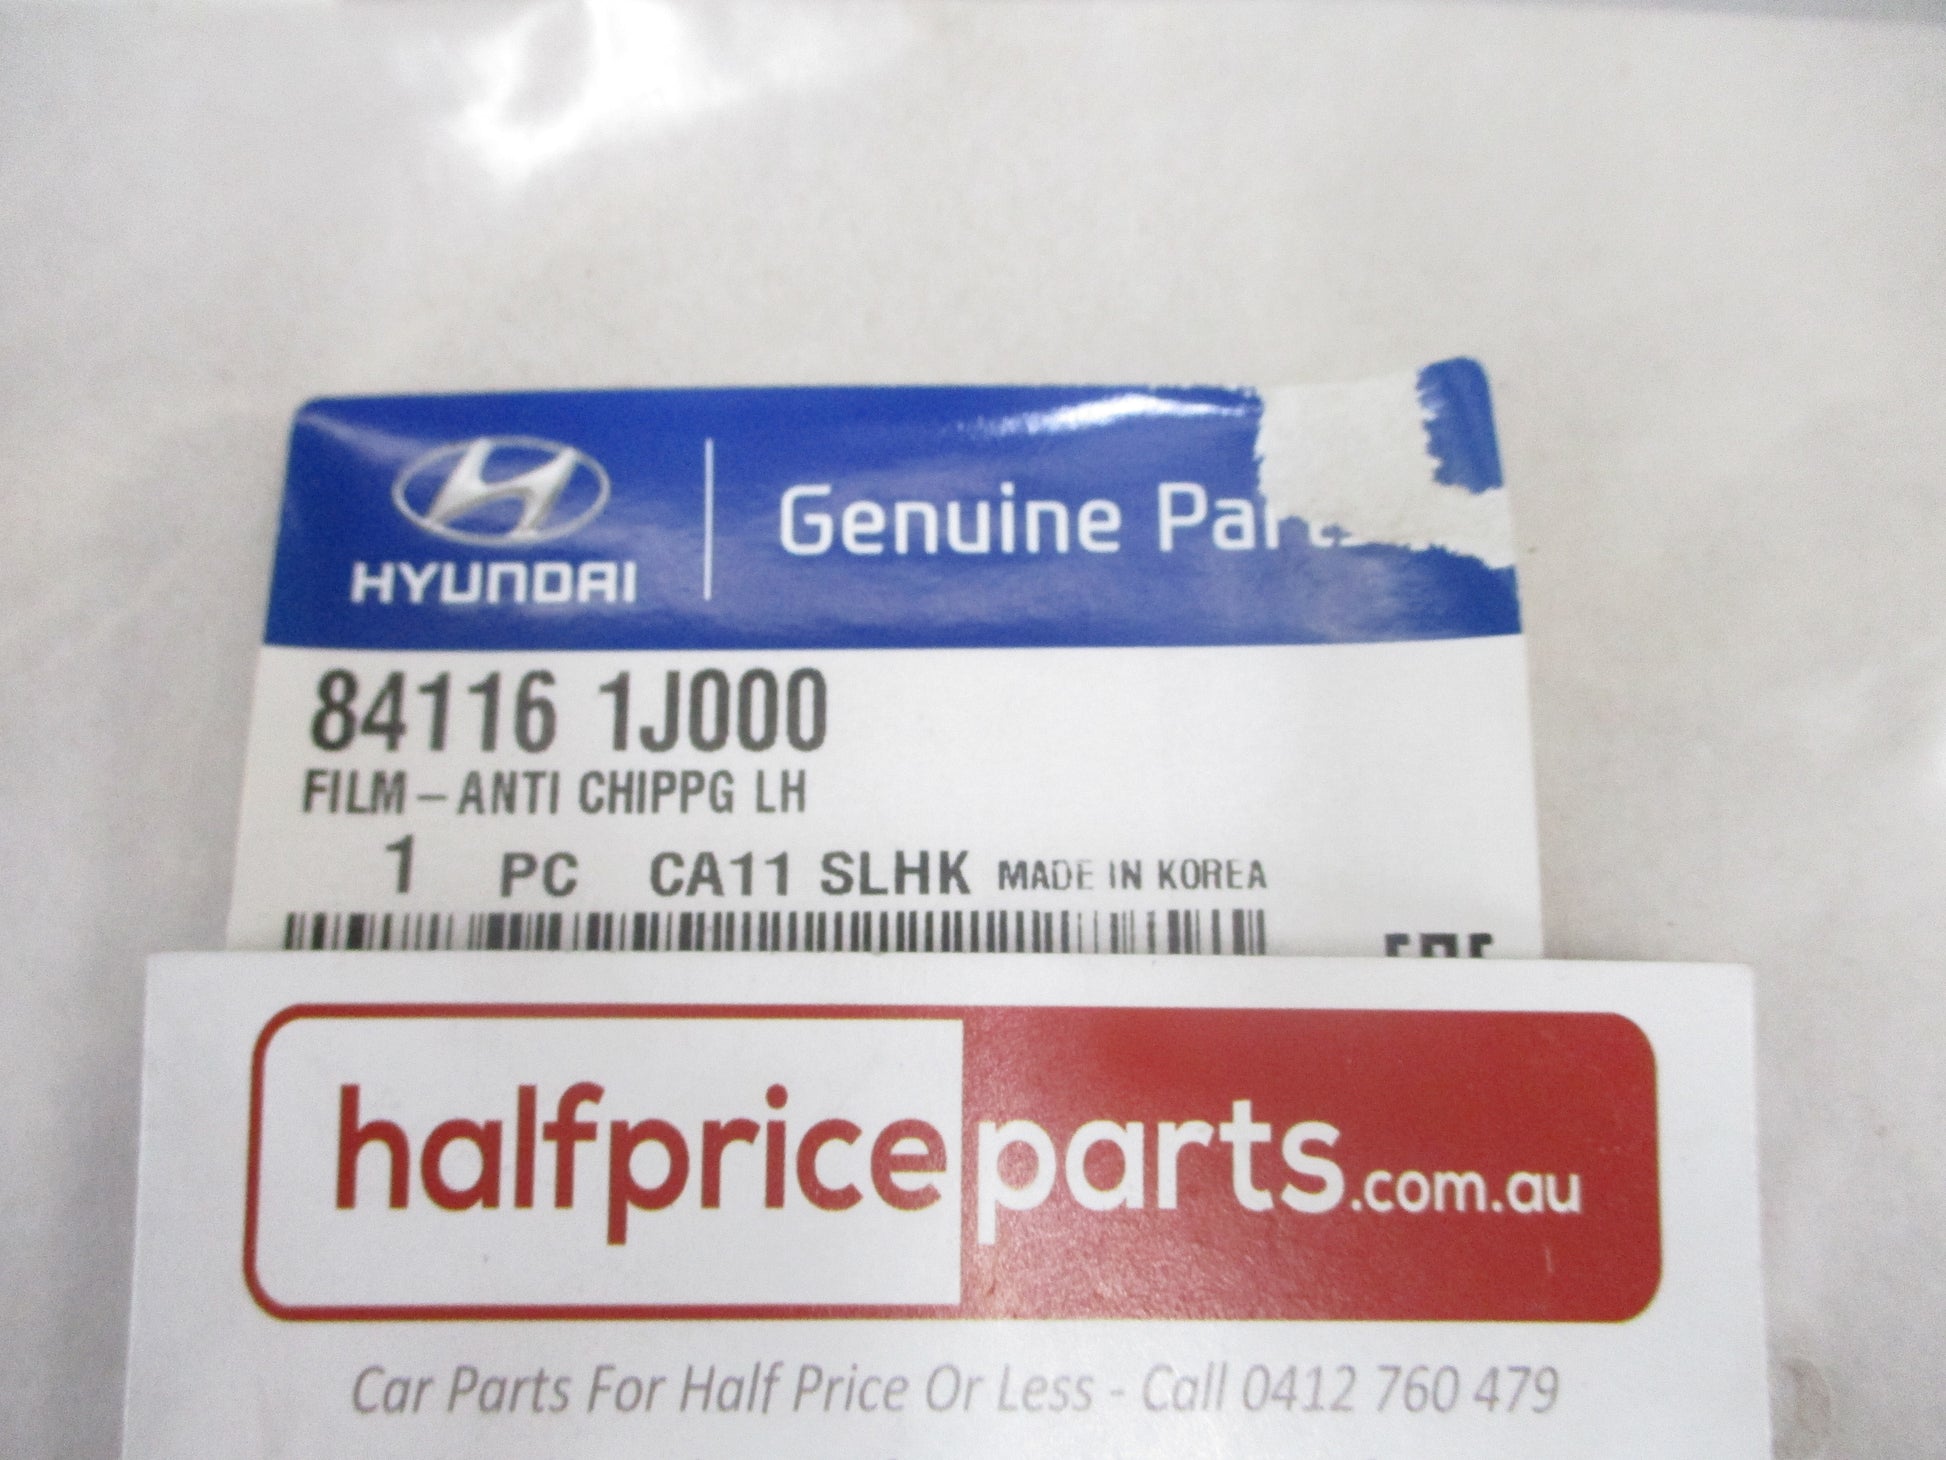 HYUNDAI
Genuine Parts
84116 1J000
FILM-ANTI CHIPPG LH
1 PC CA11 SLHK MADE IN KOREA
halfpriceparts.com.au
Car Parts For Half Price Or Less - Call 0412 760 479